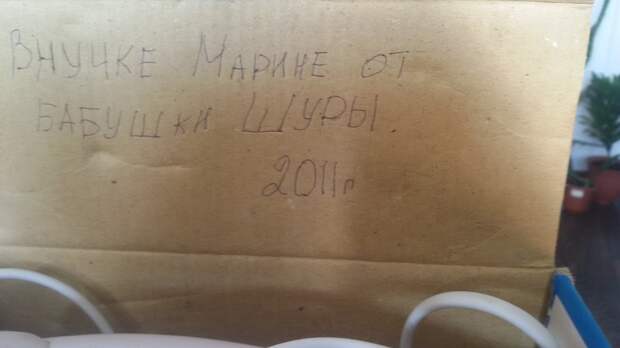 Внучке Марине от
бабушки Шуры.
2011г